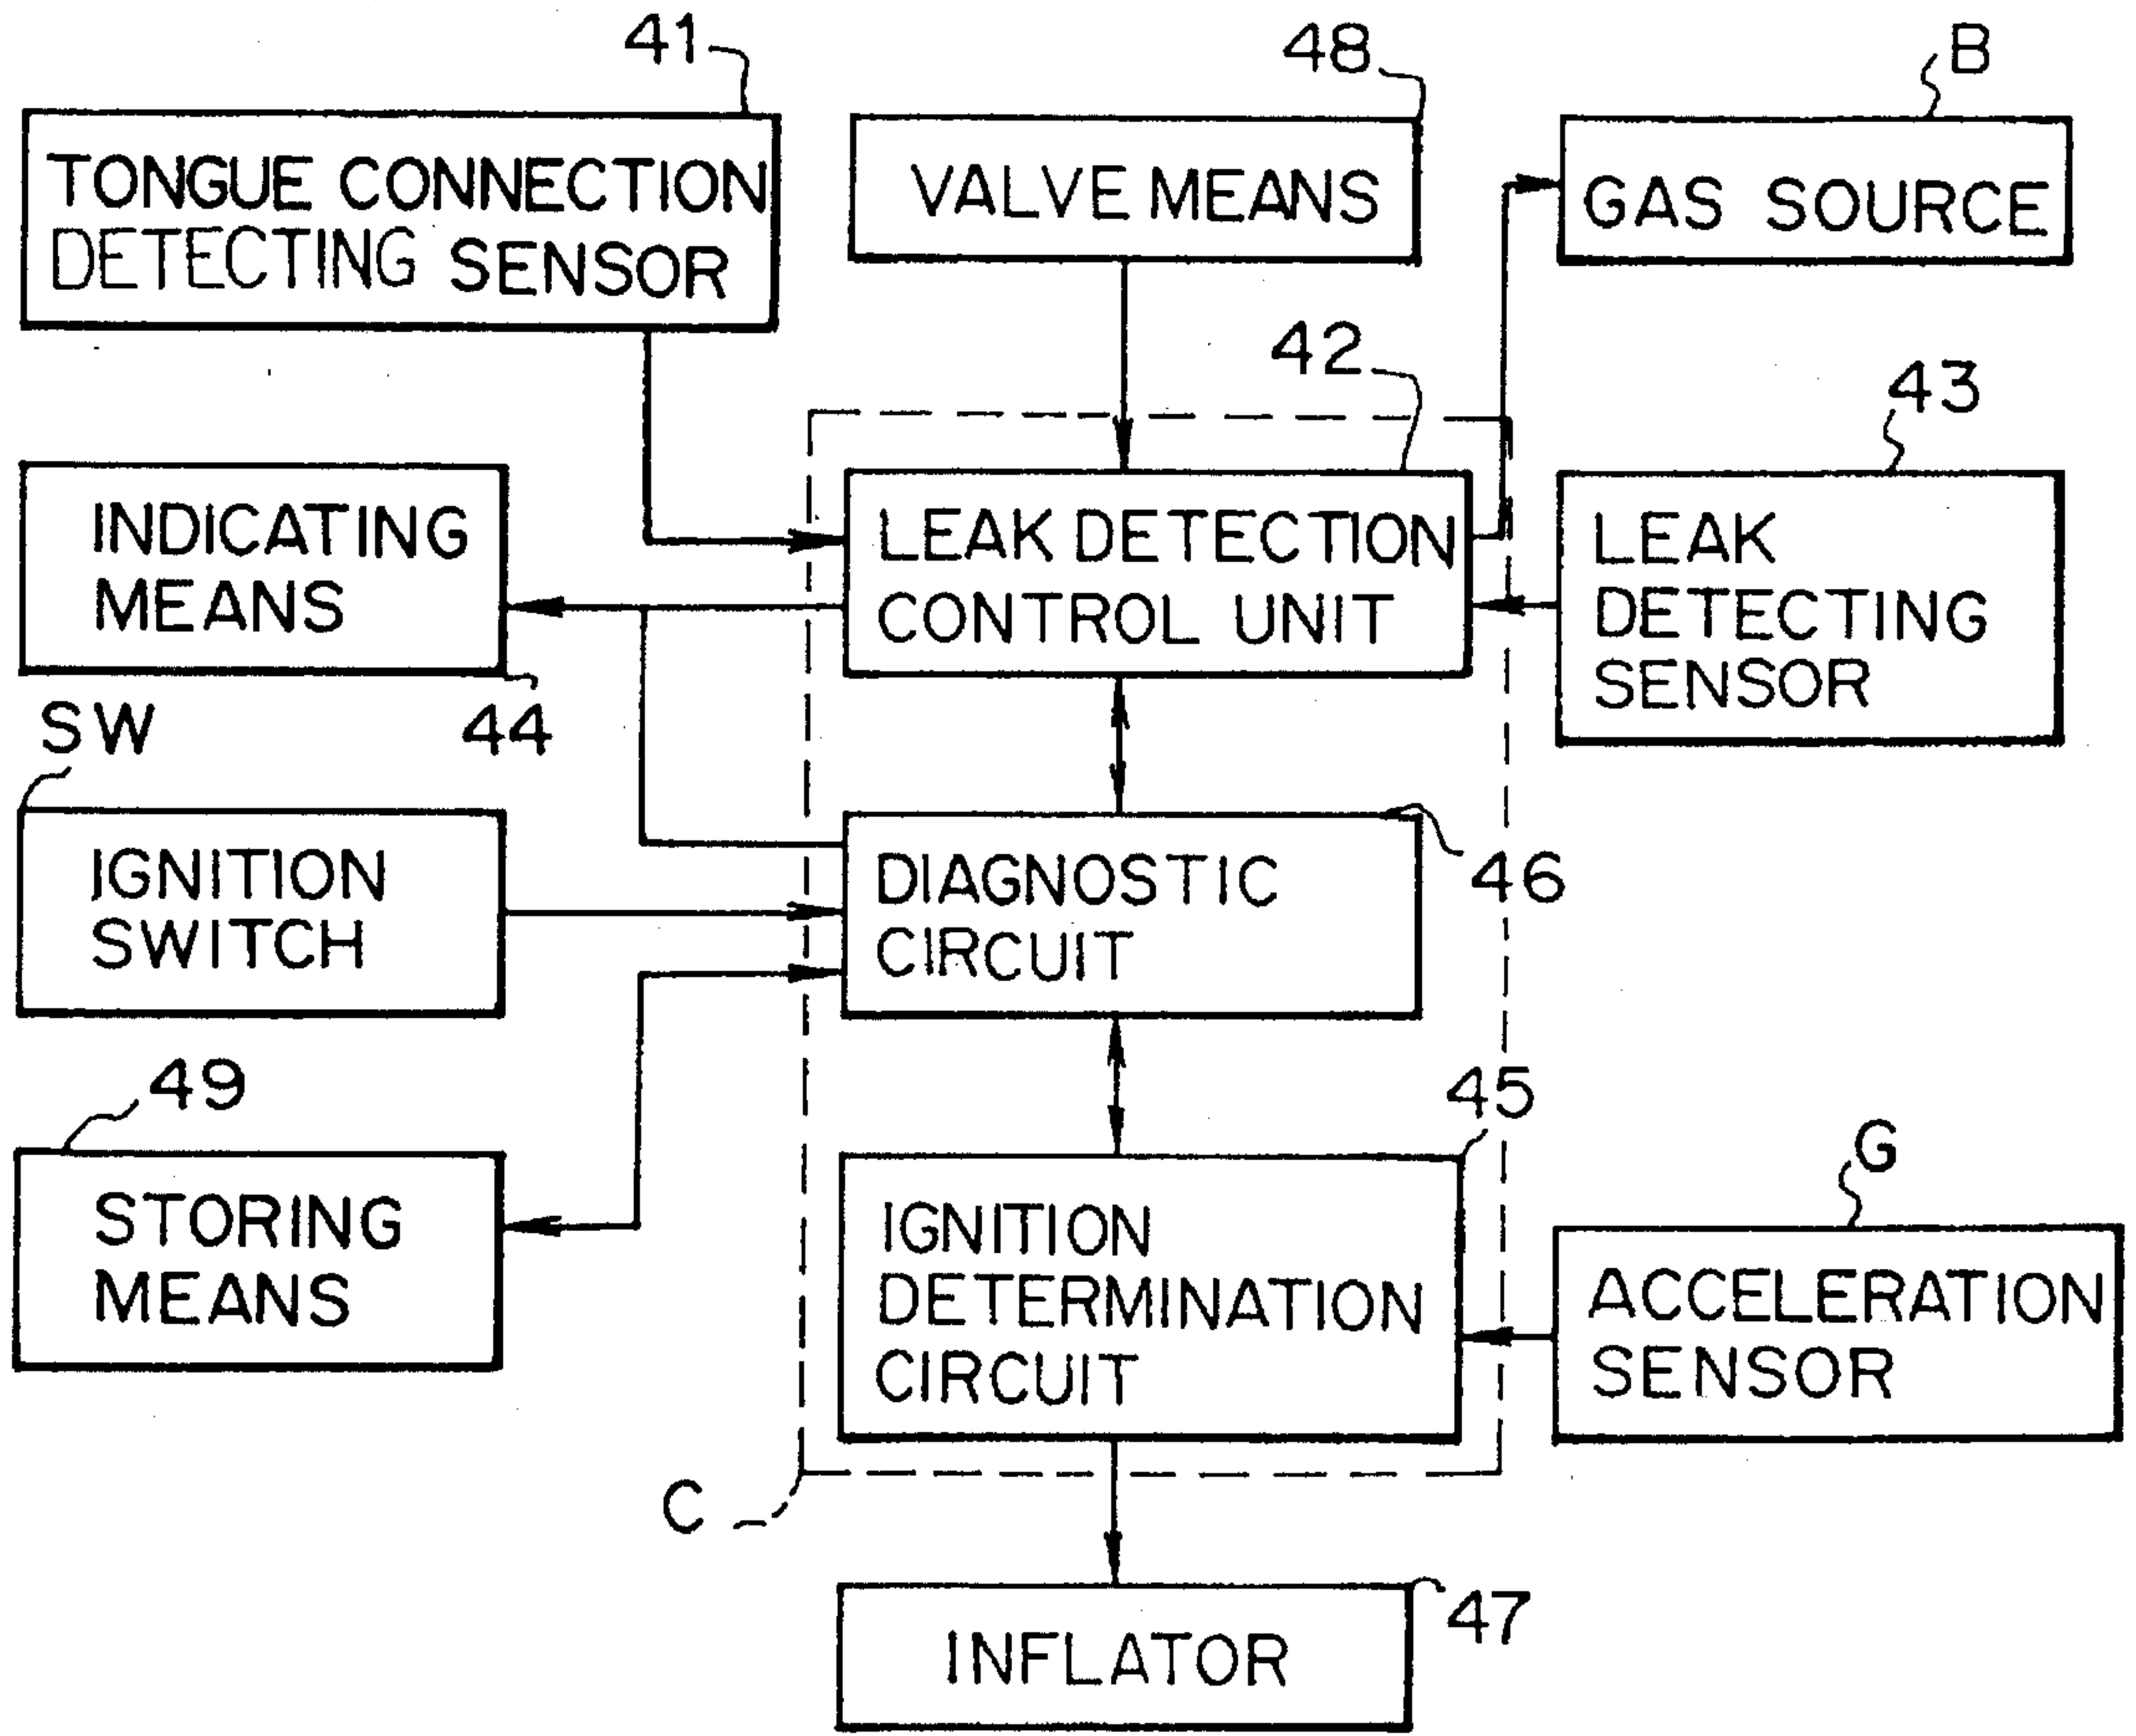 41
TONGUE CONNECTION
DETECTING SENSOR
48
VALVE MEANS
B
GAS SOURCE
42
LEAK DETECTION
CONTROL UNIT
43
LEAK
DETECTING
SENSOR
INDICATING
MEANS
44
SW
IGNITION
SWITCH
46
DIAGNOSTIC
CIRCUIT
49
STORING
MEANS
45
IGNITION
DETERMINATION
CIRCUIT
G
ACCELERATION
SENSOR
C
47
INFLATOR